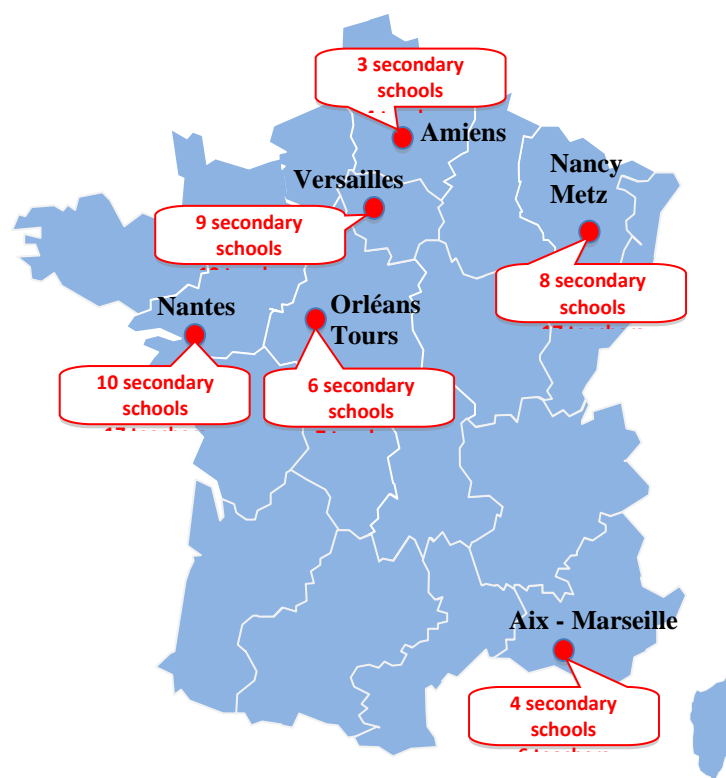 3 secondary
schools
Amiens
Nancy
Metz
Versailles
9 secondary
schools
8 secondary
schools
Nantes
Orléans
Tours
10 secondary
schools
6 secondary
schools
Aix - Marseille
4 secondary
schools